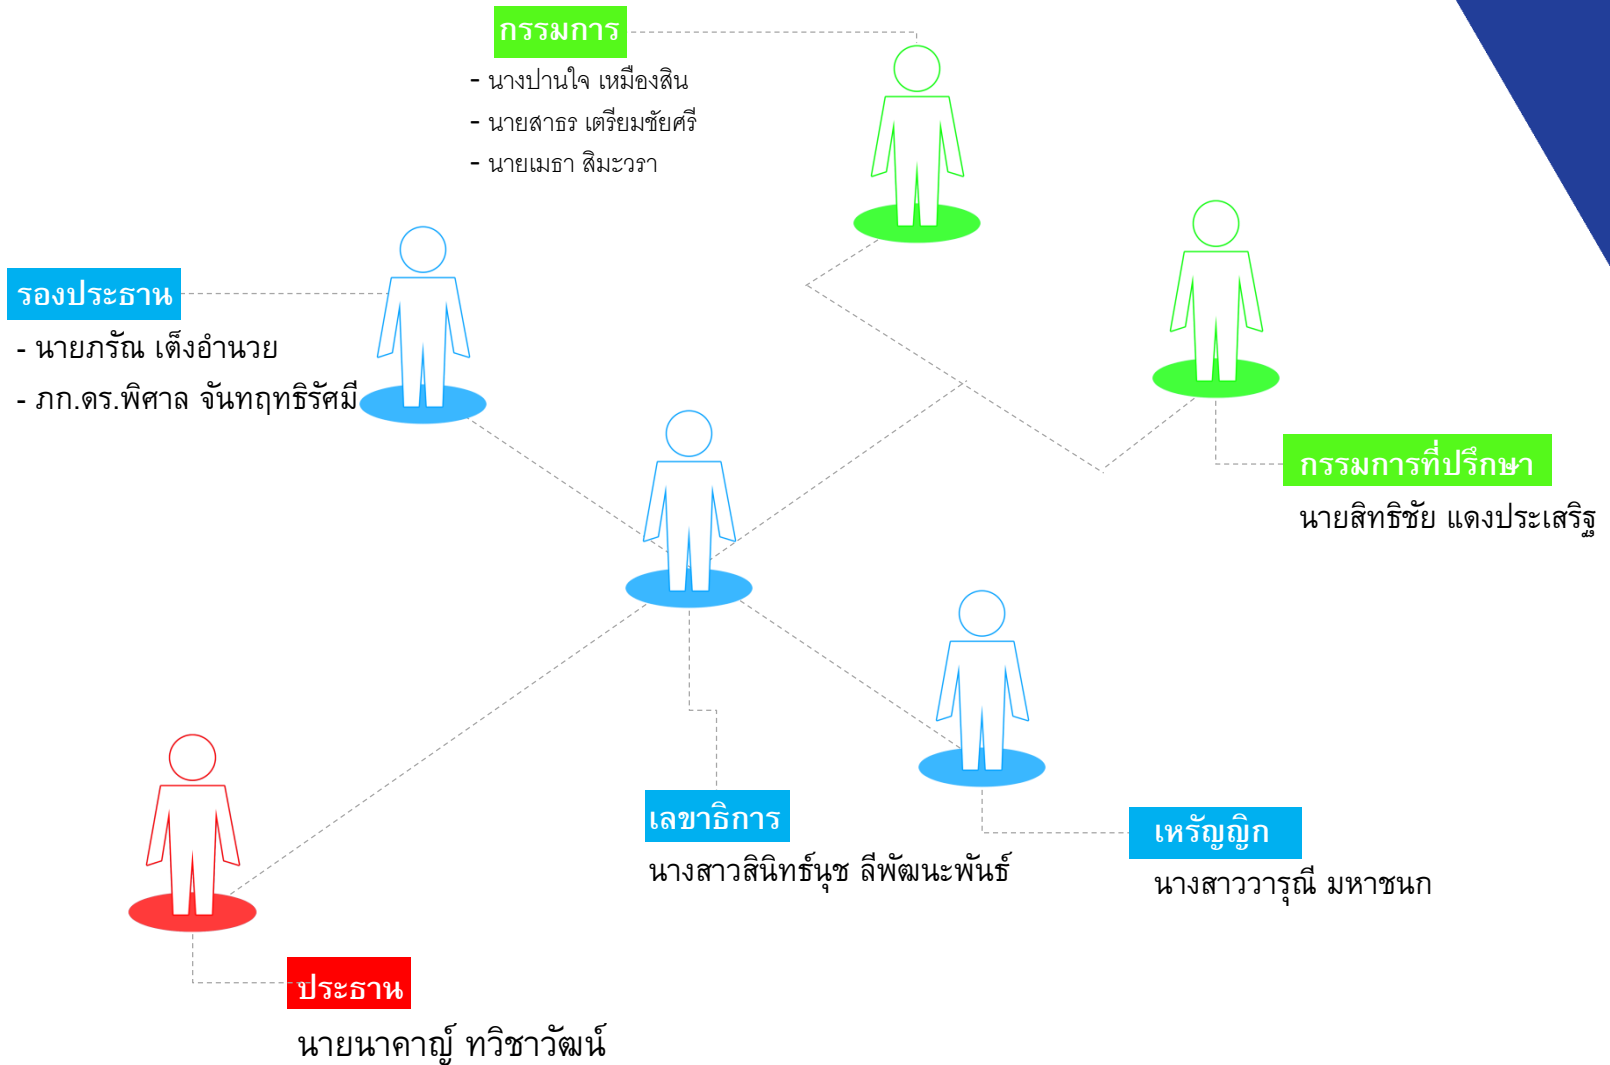 กรรมการ
- นางปานใจ เหมืองสิน
- นายสาธร เตรียมชัยศรี
- นายเมธา สิมะวรา
รองประธาน
- นายภรัณ เต็งอำนวย
- ภก.ดร.พิศาล จันทฤทธิรัศมี
กรรมการที่ปรึกษา
นายสิทธิชัย แดงประเสริฐ
เลขาธิการ
นางสาวสินิทธ์นุช ลีพัฒนะพันธ์
เหรัญญิก
นางสาววารุณี มหาชนก
ประธาน
นายนาคาญ์ ทวิชาวัฒน์